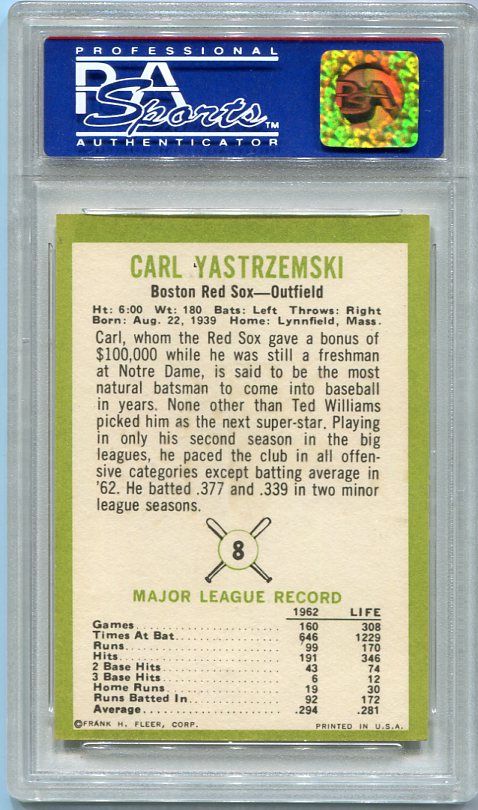 PROFESSIONAL
PSA
Sports™
AUTHENTICATOR
PSA
CARL YASTRZEMSKI
Boston Red Sox—Outfield
Ht: 6:00 Wt: 180 Bats: Left Throws: Right
Born: Aug. 22, 1939 Home: Lynnfield, Mass.
Carl, whom the Red Sox gave a bonus of
$100,000 while he was still a freshman
at Notre Dame, is said to be the most
natural batsman to come into baseball
in years. None other than Ted Williams
picked him as the next super-star. Playing
in only his second season in the big
leagues, he paced the club in all offen-
sive categories except batting average in
'62. He batted .377 and .339 in two minor
league seasons.
8
MAJOR LEAGUE RECORD
1962 LIFE
Games 160 308
Times At Bat 646 1229
Runs 99 170
Hits 191 346
2 Base Hits 43 74
3 Base Hits 6 12
Home Runs 19 30
Runs Batted In 92 172
Average .294 .281
©FRANK H. FLEER, CORP. PRINTED IN U.S.A.